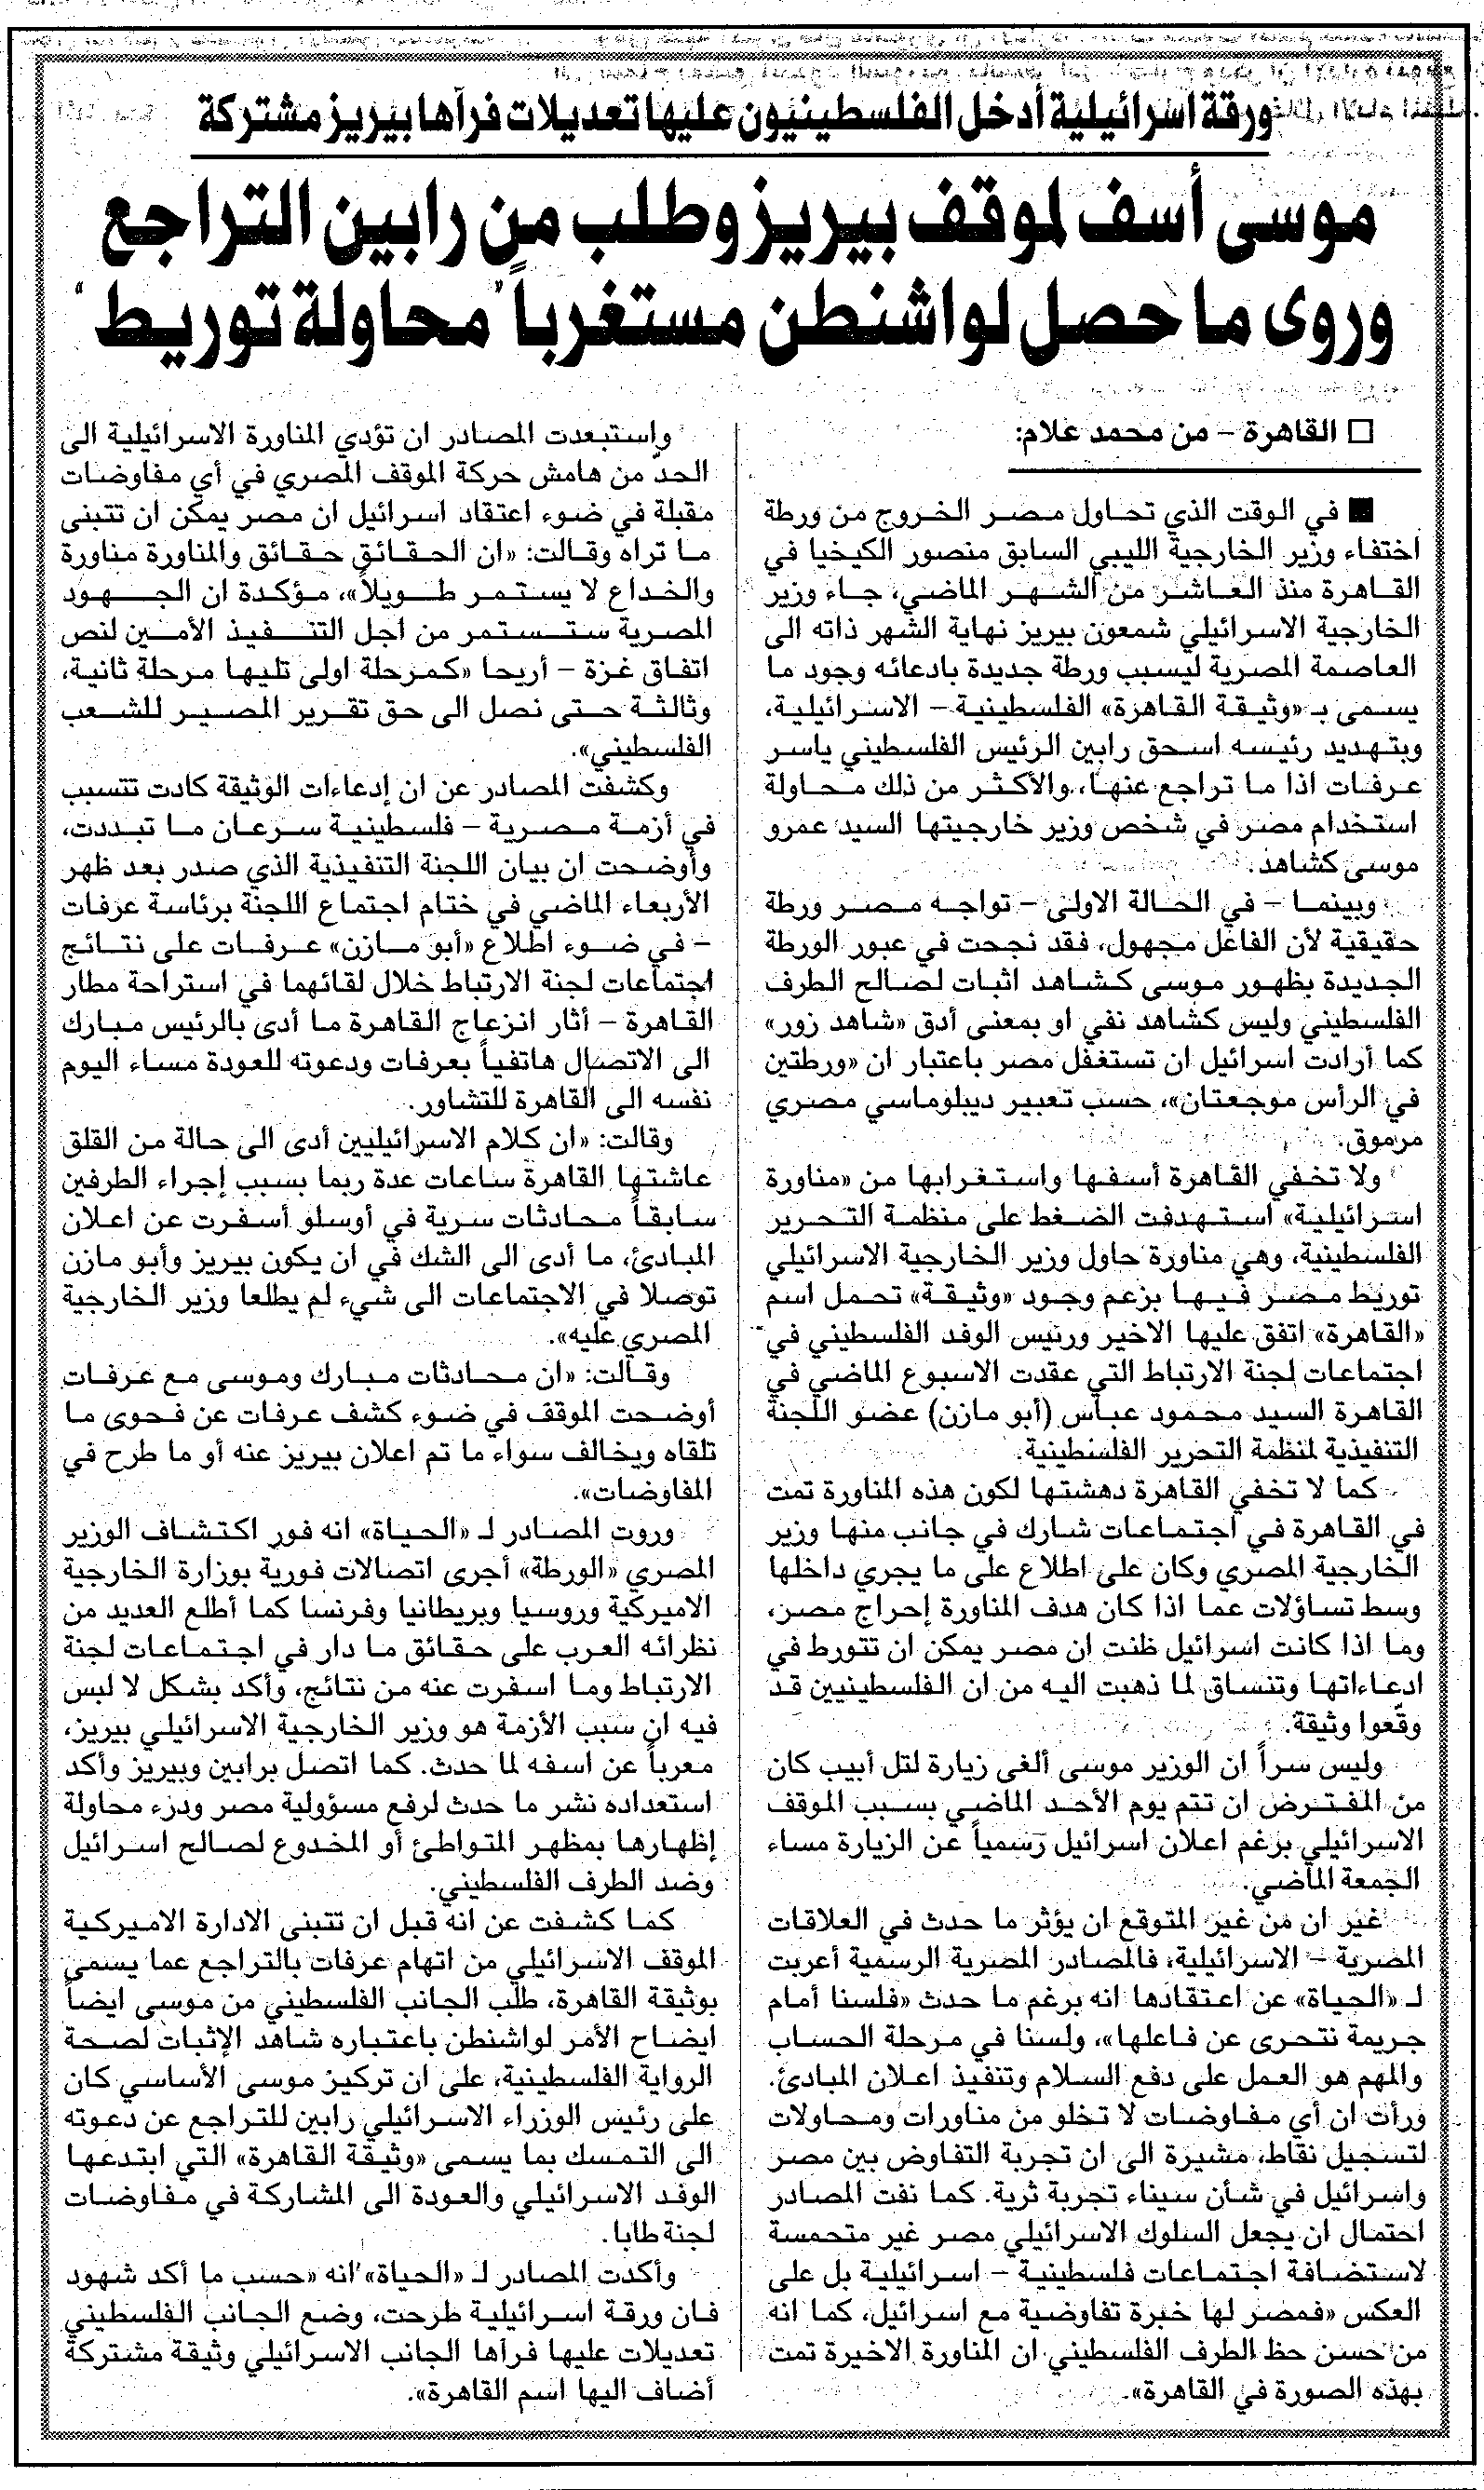 ورقة اسرائيلية أدخل الفلسطينيون عليها تعديلات فرآها بيريز مشتركة
موسى أسف لموقف بيريز وطلب من رابين التراجع
وروى ما حصل لواشنطن مستغرباً "محاولة توريط"
□ القاهرة – من محمد علام:
■ في الوقت الذي تحاول مصر الخروج من ورطة
اختفاء وزير الخارجية الليبي السابق منصور الكيخيا في
القاهرة منذ العاشر من الشهر الماضي، جاء وزير
الخارجية الاسرائيلي شمعون بيريز نهاية الشهر ذاته الى
العاصمة المصرية ليسبب ورطة جديدة بادعائه وجود ما
يسمى بـ «وثيقة القاهرة» الفلسطينية – الاسرائيلية،
وبتهديد رئيسه اسحق رابين الرئيس الفلسطيني ياسر
عرفات اذا ما تراجع عنها، والأكثر من ذلك محاولة
استخدام مصر في شخص وزير خارجيتها السيد عمرو
موسى كشاهد.
وبينما – في الحالة الاولى – تواجه مصر ورطة
حقيقية لأن الفاعل مجهول، فقد نجحت في عبور الورطة
الجديدة بظهور موسى كشاهد اثبات لصالح الطرف
الفلسطيني وليس كشاهد نفي او بمعنى أدق «شاهد زور»
كما أرادت اسرائيل ان تستغفل مصر باعتبار ان «ورطتين
في الرأس موجعتان»، حسب تعبير ديبلوماسي مصري
مرموق.
ولا تخفي القاهرة أسفها واستغرابها من «مناورة
اسرائيلية» استهدفت الضغط على منظمة التحرير
الفلسطينية، وهي مناورة حاول وزير الخارجية الاسرائيلي
توريط مصر فيها بزعم وجود «وثيقة» تحمل اسم
«القاهرة» اتفق عليها الاخير ورئيس الوفد الفلسطيني في
اجتماعات لجنة الارتباط التي عقدت الاسبوع الماضي في
القاهرة السيد محمود عباس (أبو مازن) عضو اللجنة
التنفيذية لمنظمة التحرير الفلسطينية.
كما لا تخفي القاهرة دهشتها لكون هذه المناورة تمت
في القاهرة في اجتماعات شارك في جانب منها وزير
الخارجية المصري وكان على اطلاع على ما يجري داخلها
وسط تساؤلات عما اذا كان هدف المناورة إحراج مصر،
وما اذا كانت اسرائيل ظنت ان مصر يمكن ان تتورط في
ادعاءاتها وتنساق لما ذهبت اليه من ان الفلسطينيين قد
وقّعوا وثيقة.
وليس سراً ان الوزير موسى ألغى زيارة لتل أبيب كان
من المفترض ان تتم يوم الأحد الماضي بسبب الموقف
الاسرائيلي برغم اعلان اسرائيل رسمياً عن الزيارة مساء
الجمعة الماضي.
غير ان من غير المتوقع ان يؤثر ما حدث في العلاقات
المصرية – الاسرائيلية، فالمصادر المصرية الرسمية أعربت
لـ «الحياة» عن اعتقادها انه برغم ما حدث «فلسنا أمام
جريمة نتحرى عن فاعلها»، ولسنا في مرحلة الحساب
والمهم هو العمل على دفع السلام وتنفيذ اعلان المبادئ.
ورأت ان أي مفاوضات لا تخلو من مناورات ومحاولات
لتسجيل نقاط، مشيرة الى ان تجربة التفاوض بين مصر
واسرائيل في شأن سيناء تجربة ثرية. كما نفت المصادر
احتمال ان يجعل السلوك الاسرائيلي مصر غير متحمسة
لاستضافة اجتماعات فلسطينية – اسرائيلية بل على
العكس «فمصر لها خبرة تفاوضية مع اسرائيل، كما انه
من حسن حظ الطرف الفلسطيني ان المناورة الاخيرة تمت
بهذه الصورة في القاهرة».
واستبعدت المصادر ان تؤدي المناورة الاسرائيلية الى
الحدّ من هامش حركة الموقف المصري في أي مفاوضات
مقبلة في ضوء اعتقاد اسرائيل ان مصر يمكن ان تتبنى
ما تراه وقالت: «ان الحقائق حقائق والمناورة مناورة
والخداع لا يستمر طويلاً»، مؤكدة ان الجهود
المصرية ستستمر من اجل التنفيذ الأمين لنص
اتفاق غزة – أريحا «كمرحلة اولى تليها مرحلة ثانية،
وثالثة حتى نصل الى حق تقرير المصير للشعب
الفلسطيني».
وكشفت المصادر عن ان إدعاءات الوثيقة كادت تتسبب
في أزمة مصرية – فلسطينية سرعان ما تبددت،
وأوضحت ان بيان اللجنة التنفيذية الذي صدر بعد ظهر
الأربعاء الماضي في ختام اجتماع اللجنة برئاسة عرفات
– في ضوء اطلاع «أبو مازن» عرفات على نتائج
اجتماعات لجنة الارتباط خلال لقائهما في استراحة مطار
القاهرة – أثار انزعاج القاهرة ما أدى بالرئيس مبارك
الى الاتصال هاتفياً بعرفات ودعوته للعودة مساء اليوم
نفسه الى القاهرة للتشاور.
وقالت: «ان كلام الاسرائيليين أدى الى حالة من القلق
عاشتها القاهرة ساعات عدة ربما بسبب إجراء الطرفين
سابقاً محادثات سرية في أوسلو أسفرت عن اعلان
المبادئ، ما أدى الى الشك في ان يكون بيريز وأبو مازن
توصلا في الاجتماعات الى شيء لم يطلعا وزير الخارجية
المصري عليه».
وقالت: «ان محادثات مبارك وموسى مع عرفات
أوضحت الموقف في ضوء كشف عرفات عن فحوى ما
تلقاه ويخالف سواء ما تم اعلان بيريز عنه أو ما طرح في
المفاوضات».
وروت المصادر لـ «الحياة» انه فور اكتشاف الوزير
المصري «الورطة» أجرى اتصالات فورية بوزارة الخارجية
الاميركية وروسيا وبريطانيا وفرنسا كما أطلع العديد من
نظرائه العرب على حقائق ما دار في اجتماعات لجنة
الارتباط وما اسفرت عنه من نتائج، وأكد بشكل لا لبس
فيه ان سبب الأزمة هو وزير الخارجية الاسرائيلي بيريز،
معرباً عن اسفه لما حدث. كما اتصل برابين وبيريز وأكد
استعداده نشر ما حدث لرفع مسؤولية مصر ودرء محاولة
إظهارها بمظهر المتواطئ أو المخدوع لصالح اسرائيل
وضد الطرف الفلسطيني.
كما كشفت عن انه قبل ان تتبنى الادارة الاميركية
الموقف الاسرائيلي من اتهام عرفات بالتراجع عما يسمى
بوثيقة القاهرة، طلب الجانب الفلسطيني من موسى ايضاً
ايضاح الأمر لواشنطن باعتباره شاهد الإثبات لصحة
الرواية الفلسطينية، على ان تركيز موسى الأساسي كان
على رئيس الوزراء الاسرائيلي رابين للتراجع عن دعوته
الى التمسك بما يسمى «وثيقة القاهرة» التي ابتدعها
الوفد الاسرائيلي والعودة الى المشاركة في مفاوضات
لجنة طابا.
وأكدت المصادر لـ «الحياة» انه «حسب ما أكد شهود
فان ورقة اسرائيلية طرحت، وضع الجانب الفلسطيني
تعديلات عليها فرآها الجانب الاسرائيلي وثيقة مشتركة
أضاف اليها اسم القاهرة».